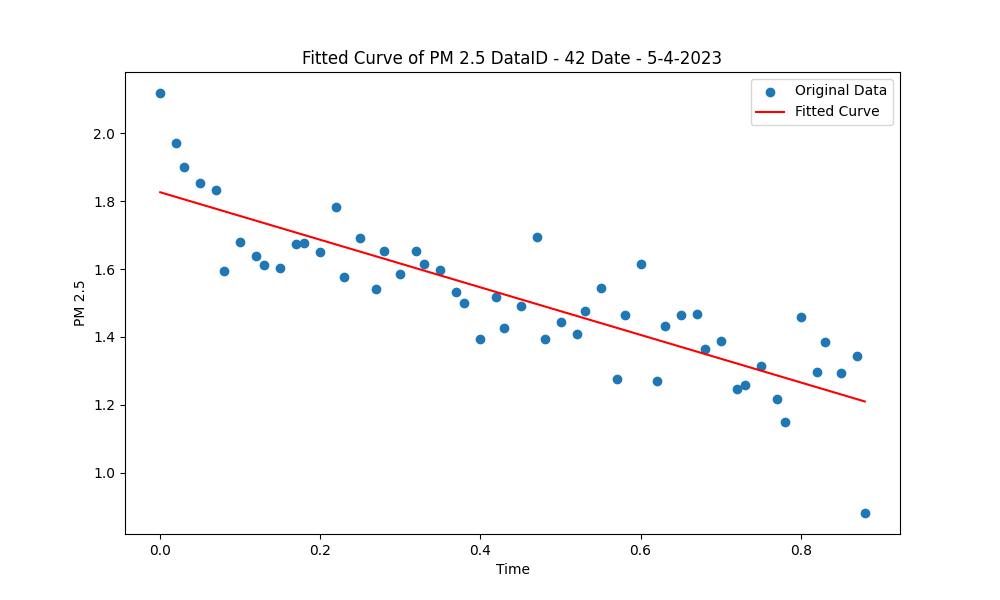 Fitted Curve of PM 2.5 DataID - 42 Date - 5-4-2023
Original Data
Fitted Curve
PM 2.5
2.0
1.8
1.6
1.4
1.2
1.0
0.0 0.2 0.4 0.6 0.8
Time